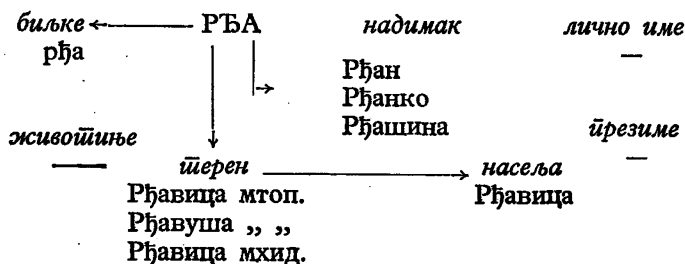 биљке РЂА надимак лично име
рђа — 
Рђан
Рђанко
Рђашина
животиње презиме
— —
терен насеља
Рђавица мтоп. Рђавица
Рђавуша „ „
Рђавица мхид.